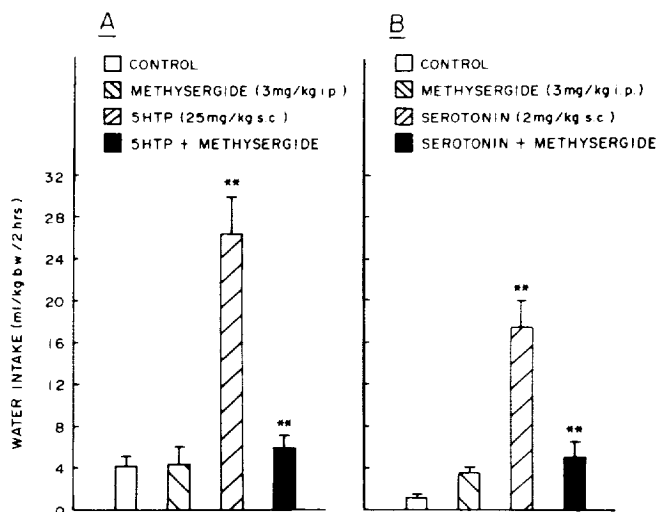 A
CONTROL
METHYSERGIDE (3mg/kg i.p.)
5HTP (25mg/kg s.c)
5HTP + METHYSERGIDE
**
**
B
CONTROL
METHYSERGIDE (3mg/kg i.p.)
SEROTONIN (2mg/kg s.c)
SEROTONIN + METHYSERGIDE
**
**
WATER INTAKE (ml/kg bw /2 hrs)
32
28
24
20
16
12
8
4
0